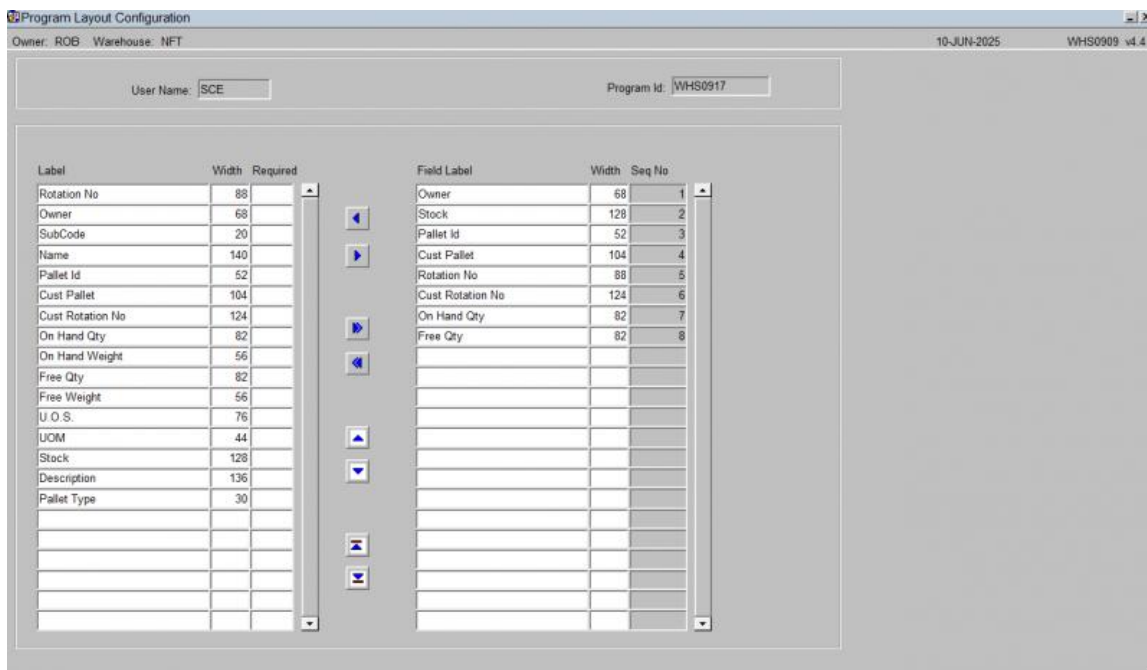 Program Layout Configuration
Owner: ROB Warehouse: NFT 10-JUN-2025 WHS0909 v4.4
User Name: SCE Program Id: WHS0917
Label Width Required Field Label Width Seq No
Rotation No 88 Owner 68 1
Owner 68 Stock 128 2
SubCode 20 Pallet Id 52 3
Name 140 Cust Pallet 104 4
Pallet Id 52 Rotation No 88 5
Cust Pallet 104 Cust Rotation No 124 6
Cust Rotation No 124 On Hand Qty 82 7
On Hand Qty 82 Free Qty 82 8
On Hand Weight 56
Free Qty 82
Free Weight 56
U.O.S. 76
UOM 44
Stock 128
Description 136
Pallet Type 30